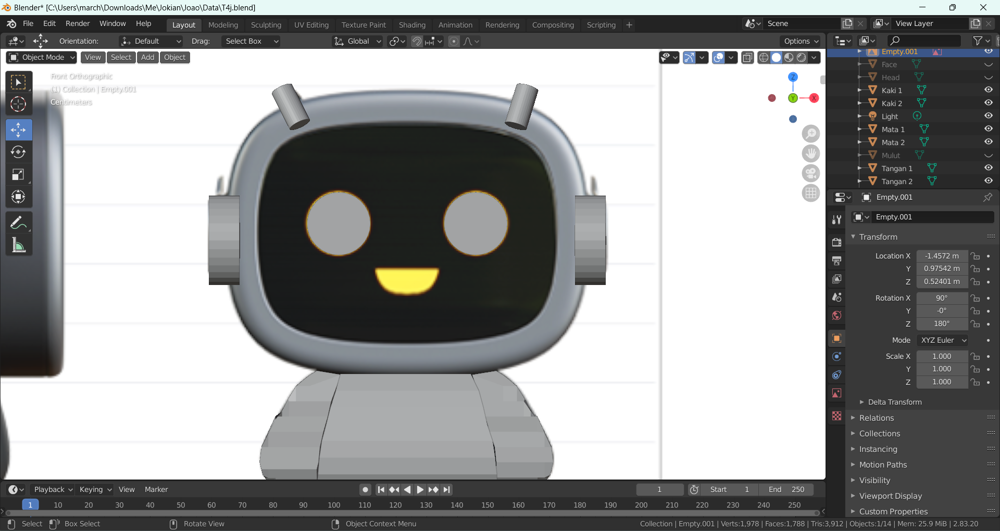 Blender* [C:\Users\march\Downloads\Me\Jokian\Joao\Data\T4j.blend]
File Edit Render Window Help Layout Modeling Sculpting UV Editing Texture Paint Shading Animation Rendering Compositing Scripting + Scene View Layer
Orientation: Default Drag: Select Box Global Options
Object Mode View Select Add Object
Front Orthographic
(1) Collection | Empty.001
Centimeters
Z
Y
X
Empty.001
Face
Head
Kaki 1
Kaki 2
Light
Mata 1
Mata 2
Mulut
Tangan 1
Tangan 2
Empty.001
Empty.001
Transform
Location X -1.4572 m
Y 0.97542 m
Z 0.52401 m
Rotation X 90°
Y -0°
Z 180°
Mode XYZ Euler
Scale X 1.000
Y 1.000
Z 1.000
Delta Transform
Relations
Collections
Instancing
Motion Paths
Visibility
Viewport Display
Custom Properties
Playback Keying View Marker 1 Start 1 End 250
1 10 20 30 40 50 60 70 80 90 100 110 120 130 140 150 160 170 180 190 200 210 220 230 240 250
Select Box Select Rotate View Object Context Menu Collection | Empty.001 | Verts:1,978 | Faces:1,788 | Tris:3,912 | Objects:1/14 | Mem: 25.9 MiB | 2.83.20